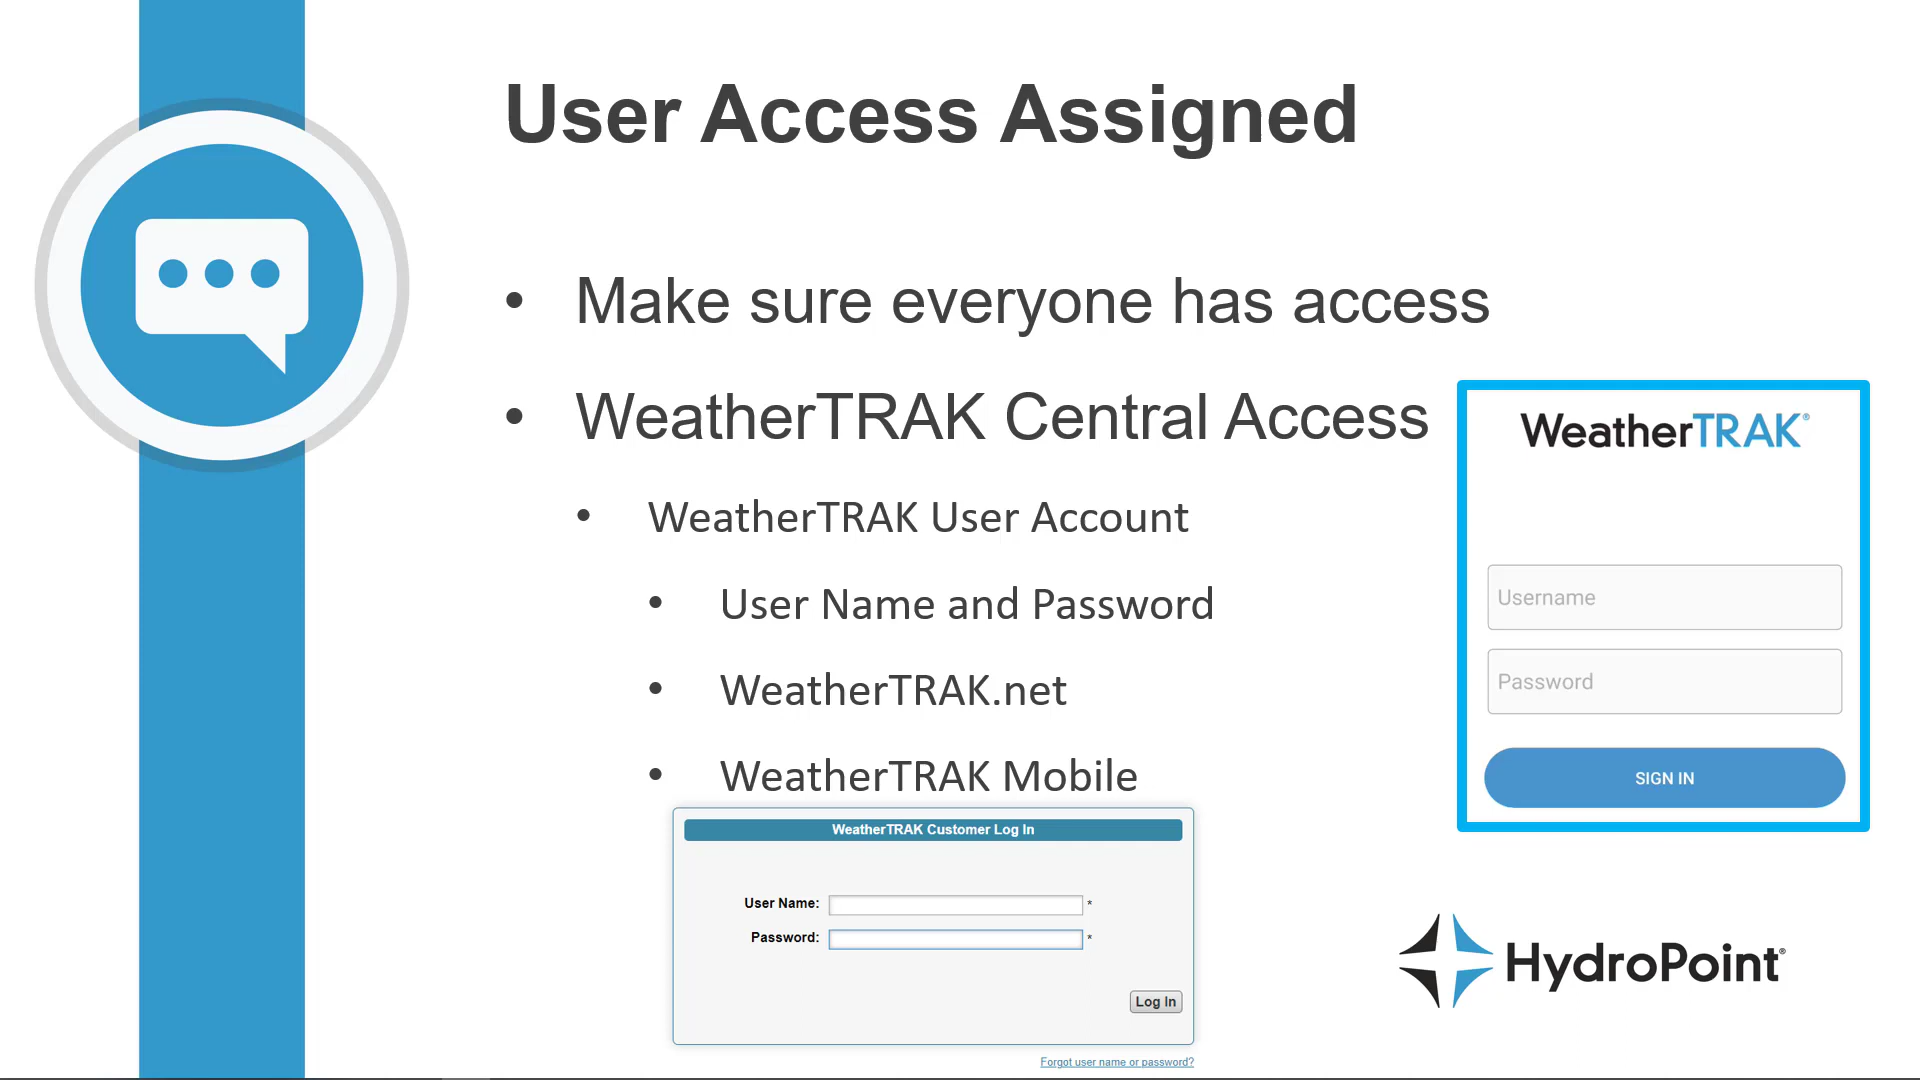 User Access Assigned
• Make sure everyone has access
• WeatherTRAK Central Access
• WeatherTRAK User Account
• User Name and Password
• WeatherTRAK.net
• WeatherTRAK Mobile
WeatherTRAK®
Username
Password
SIGN IN
WeatherTRAK Customer Log In
User Name: *
Password: *
Log In
Forgot user name or password?
HydroPoint®